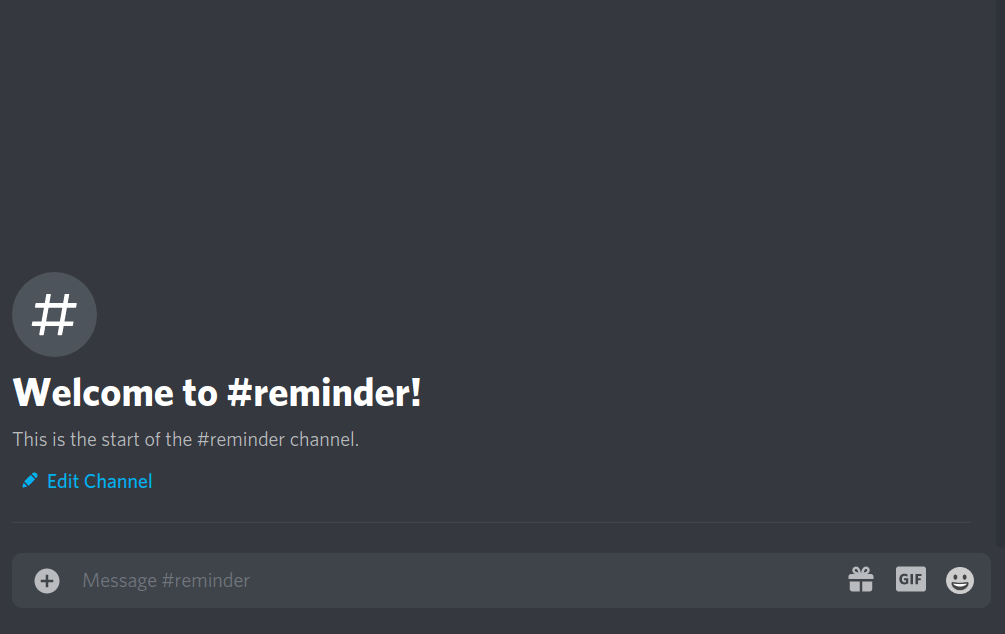 #
Welcome to #reminder!
This is the start of the #reminder channel.
Edit Channel
Message #reminder
GIF